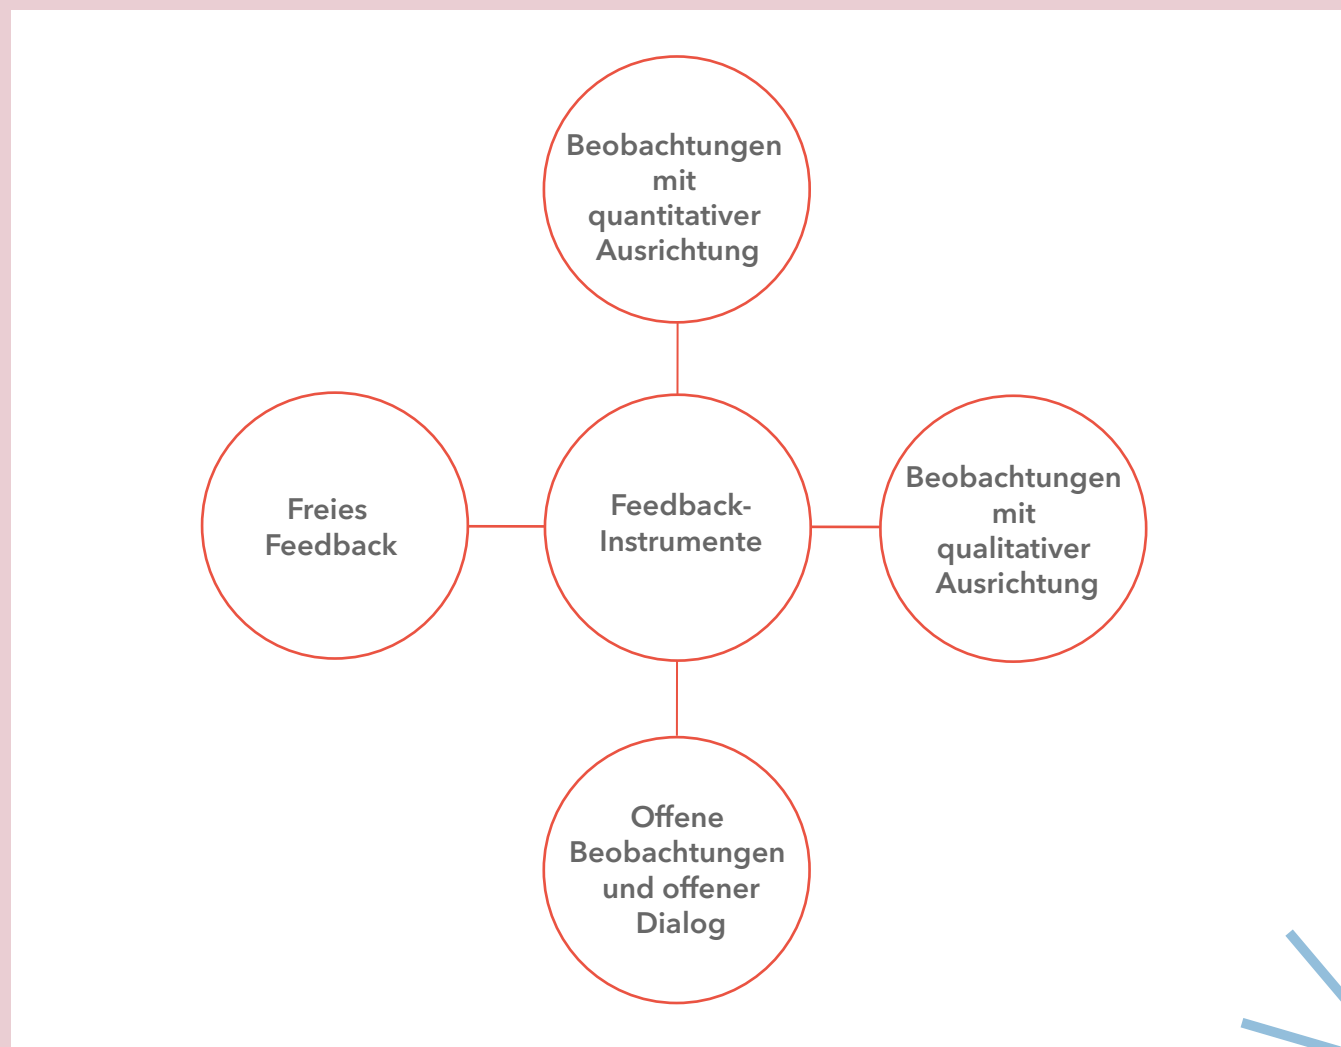 Beobachtungen
mit
quantitativer
Ausrichtung
Freies
Feedback
Feedback-
Instrumente
Beobachtungen
mit
qualitativer
Ausrichtung
Offene
Beobachtungen
und offener
Dialog